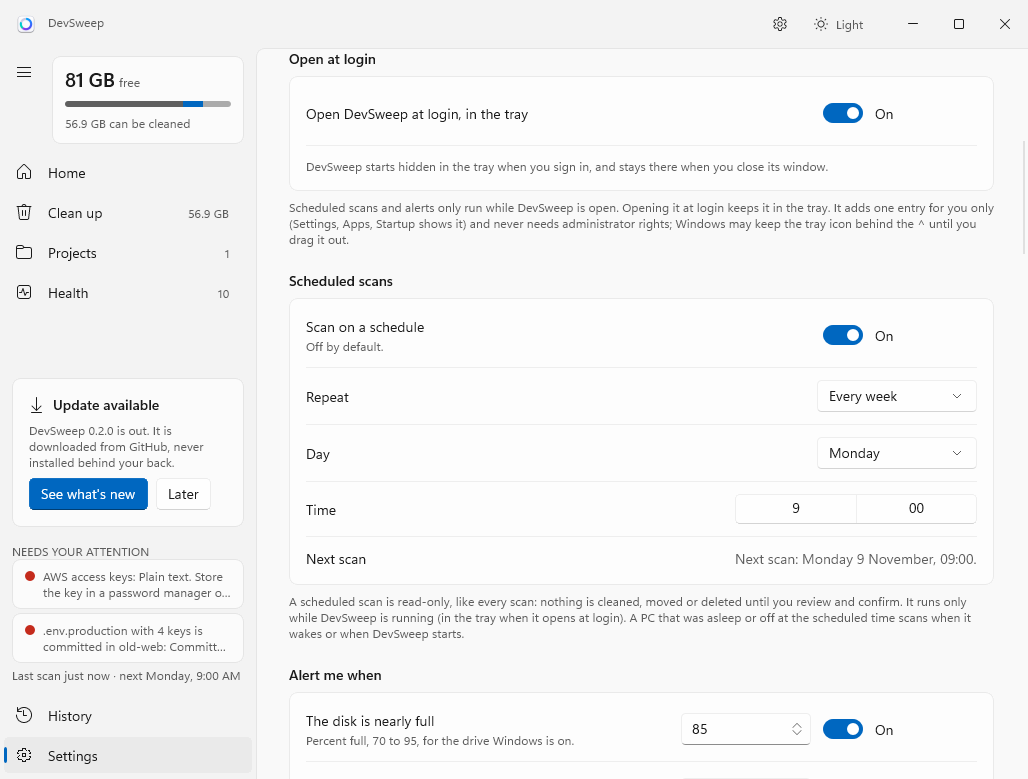 DevSweep
Light
81 GB free
56.9 GB can be cleaned
Home
Clean up 56.9 GB
Projects 1
Health 10
Update available
DevSweep 0.2.0 is out. It is
downloaded from GitHub, never
installed behind your back.
See what's new Later
NEEDS YOUR ATTENTION
AWS access keys: Plain text. Store
the key in a password manager o...
.env.production with 4 keys is
committed in old-web: Committ...
Last scan just now · next Monday, 9:00 AM
History
Settings
Open at login
Open DevSweep at login, in the tray On
DevSweep starts hidden in the tray when you sign in, and stays there when you close its window.
Scheduled scans and alerts only run while DevSweep is open. Opening it at login keeps it in the tray. It adds one entry for you only
(Settings, Apps, Startup shows it) and never needs administrator rights; Windows may keep the tray icon behind the ^ until you
drag it out.
Scheduled scans
Scan on a schedule On
Off by default.
Repeat Every week
Day Monday
Time 9 00
Next scan Next scan: Monday 9 November, 09:00.
A scheduled scan is read-only, like every scan: nothing is cleaned, moved or deleted until you review and confirm. It runs only
while DevSweep is running (in the tray when it opens at login). A PC that was asleep or off at the scheduled time scans when it
wakes or when DevSweep starts.
Alert me when
The disk is nearly full 85 On
Percent full, 70 to 95, for the drive Windows is on.